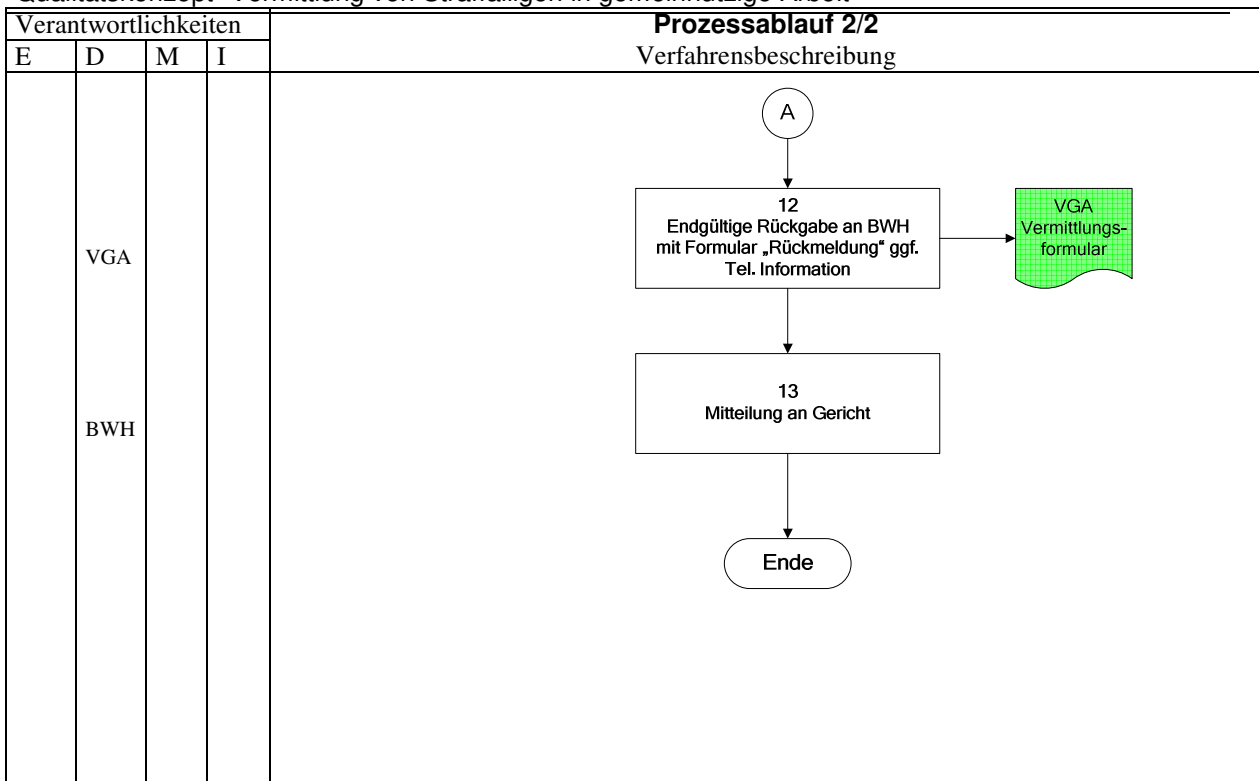 Verantwortlichkeiten
Prozessablauf 2/2
E D M I
Verfahrensbeschreibung
A
12
Endgültige Rückgabe an BWH
mit Formular „Rückmeldung“ ggf.
Tel. Information
VGA
Vermittlungs-
formular
VGA
13
Mitteilung an Gericht
BWH
Ende